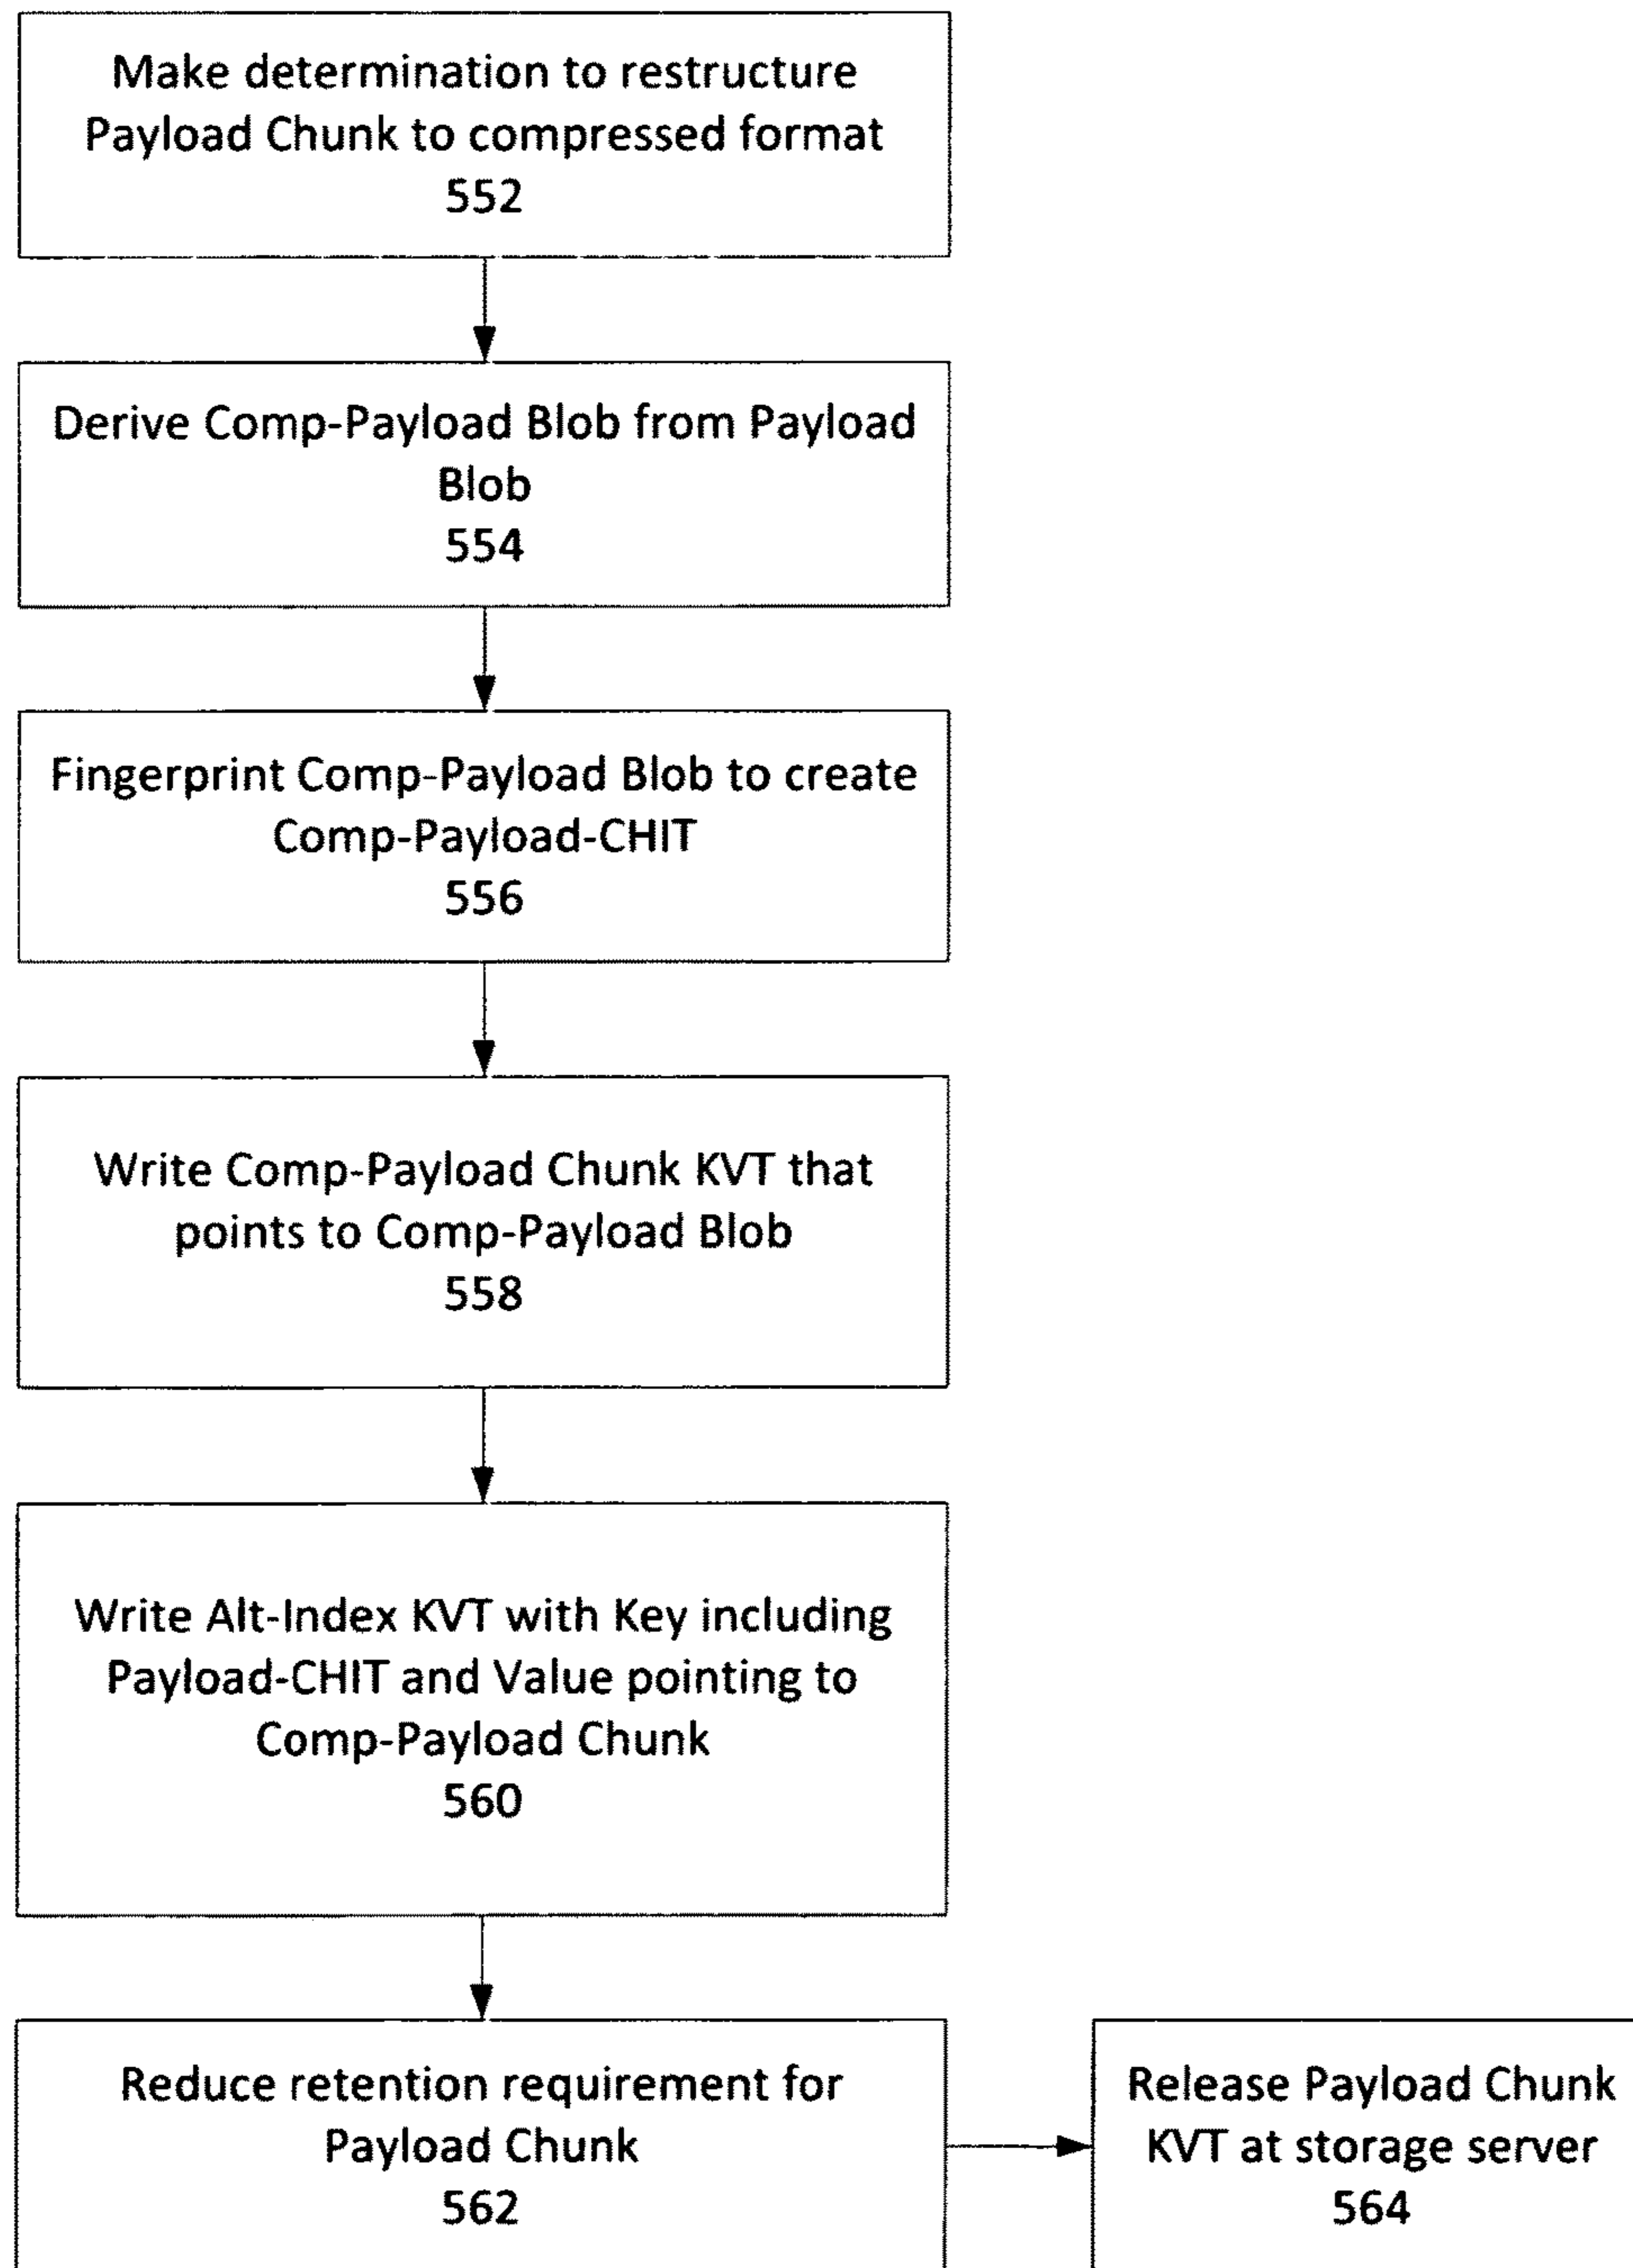 Make determination to restructure
Payload Chunk to compressed format
552
Derive Comp-Payload Blob from Payload
Blob
554
Fingerprint Comp-Payload Blob to create
Comp-Payload-CHIT
556
Write Comp-Payload Chunk KVT that
points to Comp-Payload Blob
558
Write Alt-Index KVT with Key including
Payload-CHIT and Value pointing to
Comp-Payload Chunk
560
Reduce retention requirement for
Payload Chunk
562
Release Payload Chunk
KVT at storage server
564